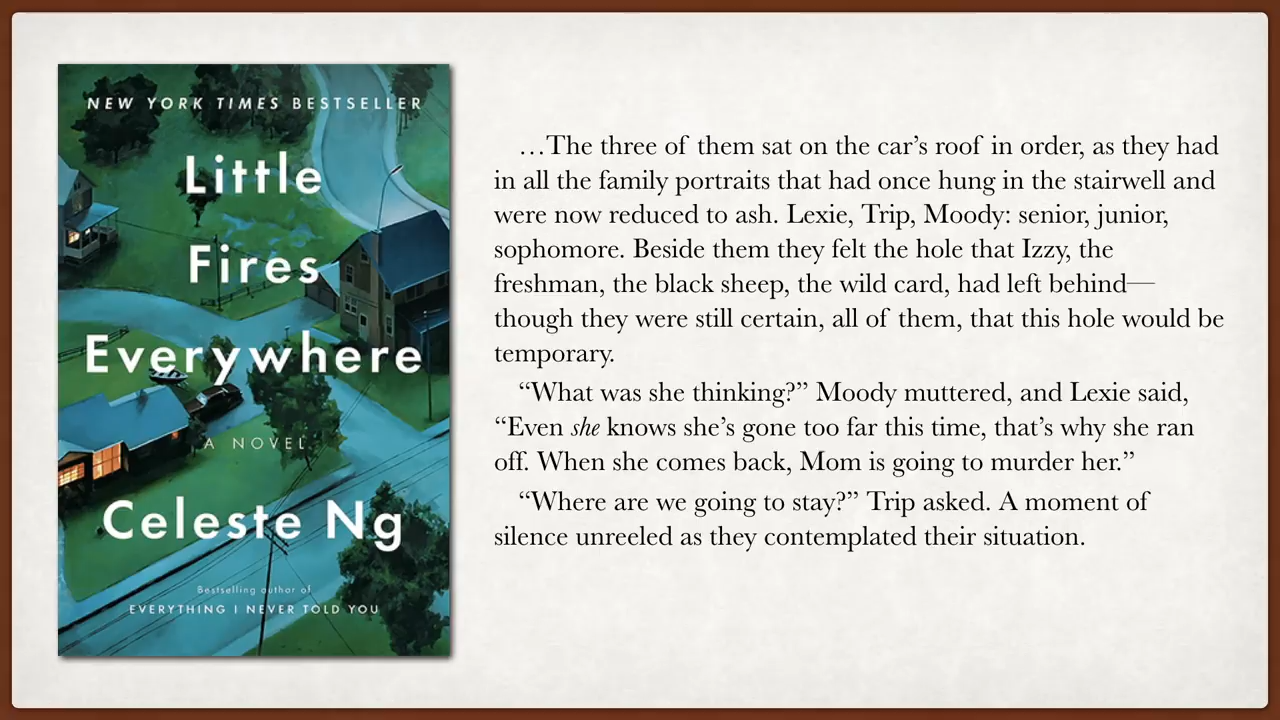 NEW YORK TIMES BESTSELLER
Little
Fires
Everywhere
A NOVEL
Celeste Ng
Bestselling author of
EVERYTHING I NEVER TOLD YOU
…The three of them sat on the car’s roof in order, as they had
in all the family portraits that had once hung in the stairwell and
were now reduced to ash. Lexie, Trip, Moody: senior, junior,
sophomore. Beside them they felt the hole that Izzy, the
freshman, the black sheep, the wild card, had left behind—
though they were still certain, all of them, that this hole would be
temporary.
“What was she thinking?” Moody muttered, and Lexie said,
“Even she knows she’s gone too far this time, that’s why she ran
off. When she comes back, Mom is going to murder her.”
“Where are we going to stay?” Trip asked. A moment of
silence unreeled as they contemplated their situation.